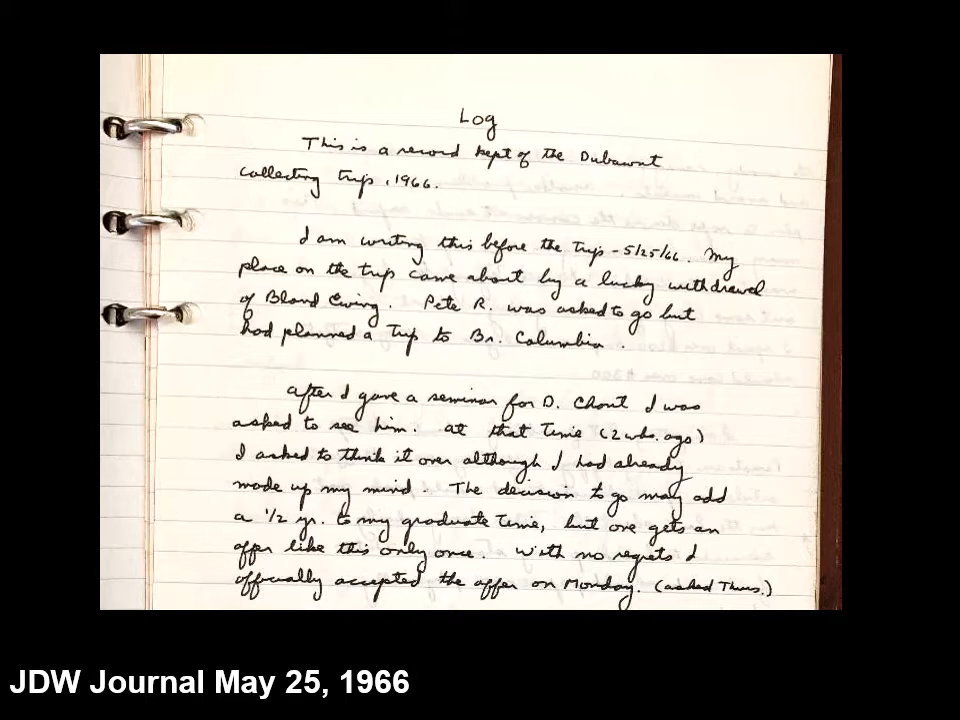 Log
This is a record kept of the Dubawnt
collecting trip, 1966.
I am writing this before the trip - 5/25/66. My
place on the trip came about by a lucky withdrawel
of Bland Ewing. Pete R. was asked to go but
had planned a trip to Br. Columbia.
After I gave a seminar for D. Chant I was
asked to see him. At that time (2 wks. ago)
I asked to think it over although I had already
made up my mind. The decision to go may add
a 1/2 yr. to my graduate time, but one gets an
offer like this only once. With no regrets I
officially accepted the offer on Monday. (asked Thurs.)
JDW Journal May 25, 1966